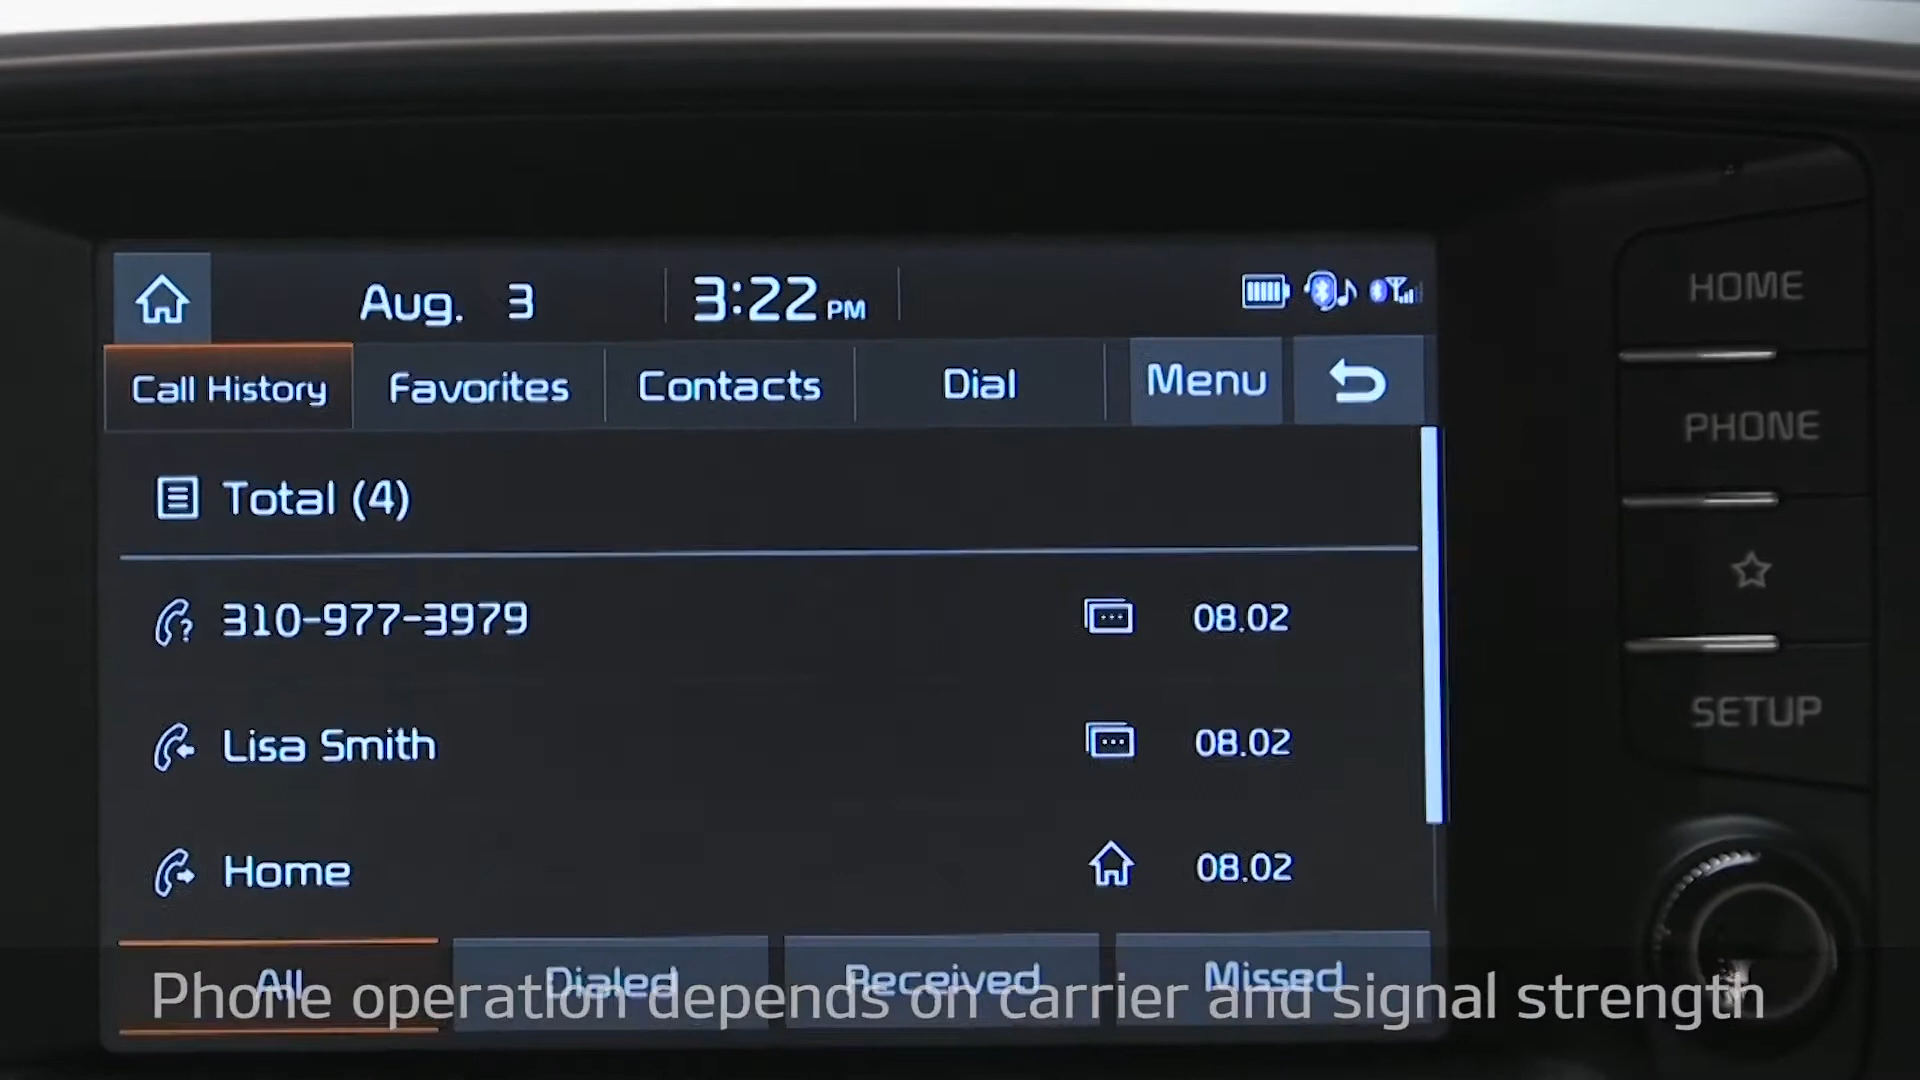 Aug. 3 3:22 PM
Call History Favorites Contacts Dial Menu
Total (4)
310-977-3979 08.02
Lisa Smith 08.02
Home 08.02
All Dialed Received Missed
Phone operation depends on carrier and signal strength
HOME
PHONE
SETUP